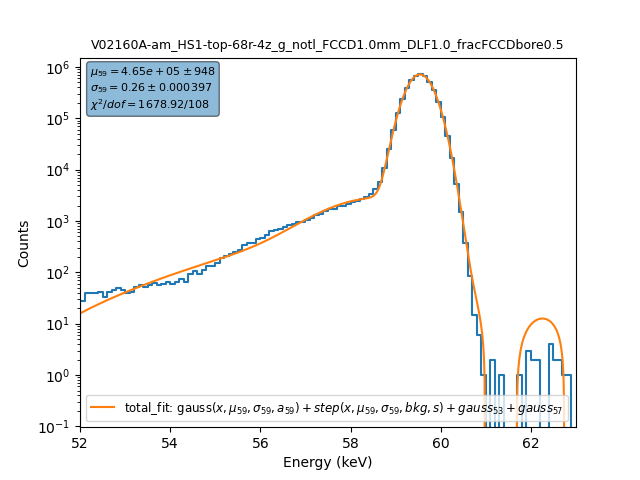 V02160A-am_HS1-top-68r-4z_g_notl_FCCD1.0mm_DLF1.0_fracFCCDbore0.5
μ59 = 4.65e + 05 ± 948
σ59 = 0.26 ± 0.000397
χ²/dof = 1678.92/108
10⁶
10⁵
10⁴
10³
10²
10¹
10⁰
10⁻¹
Counts
total_fit: gauss(x, μ59, σ59, a59) + step(x, μ59, σ59, bkg, s) + gauss53 + gauss57
52 54 56 58 60 62
Energy (keV)